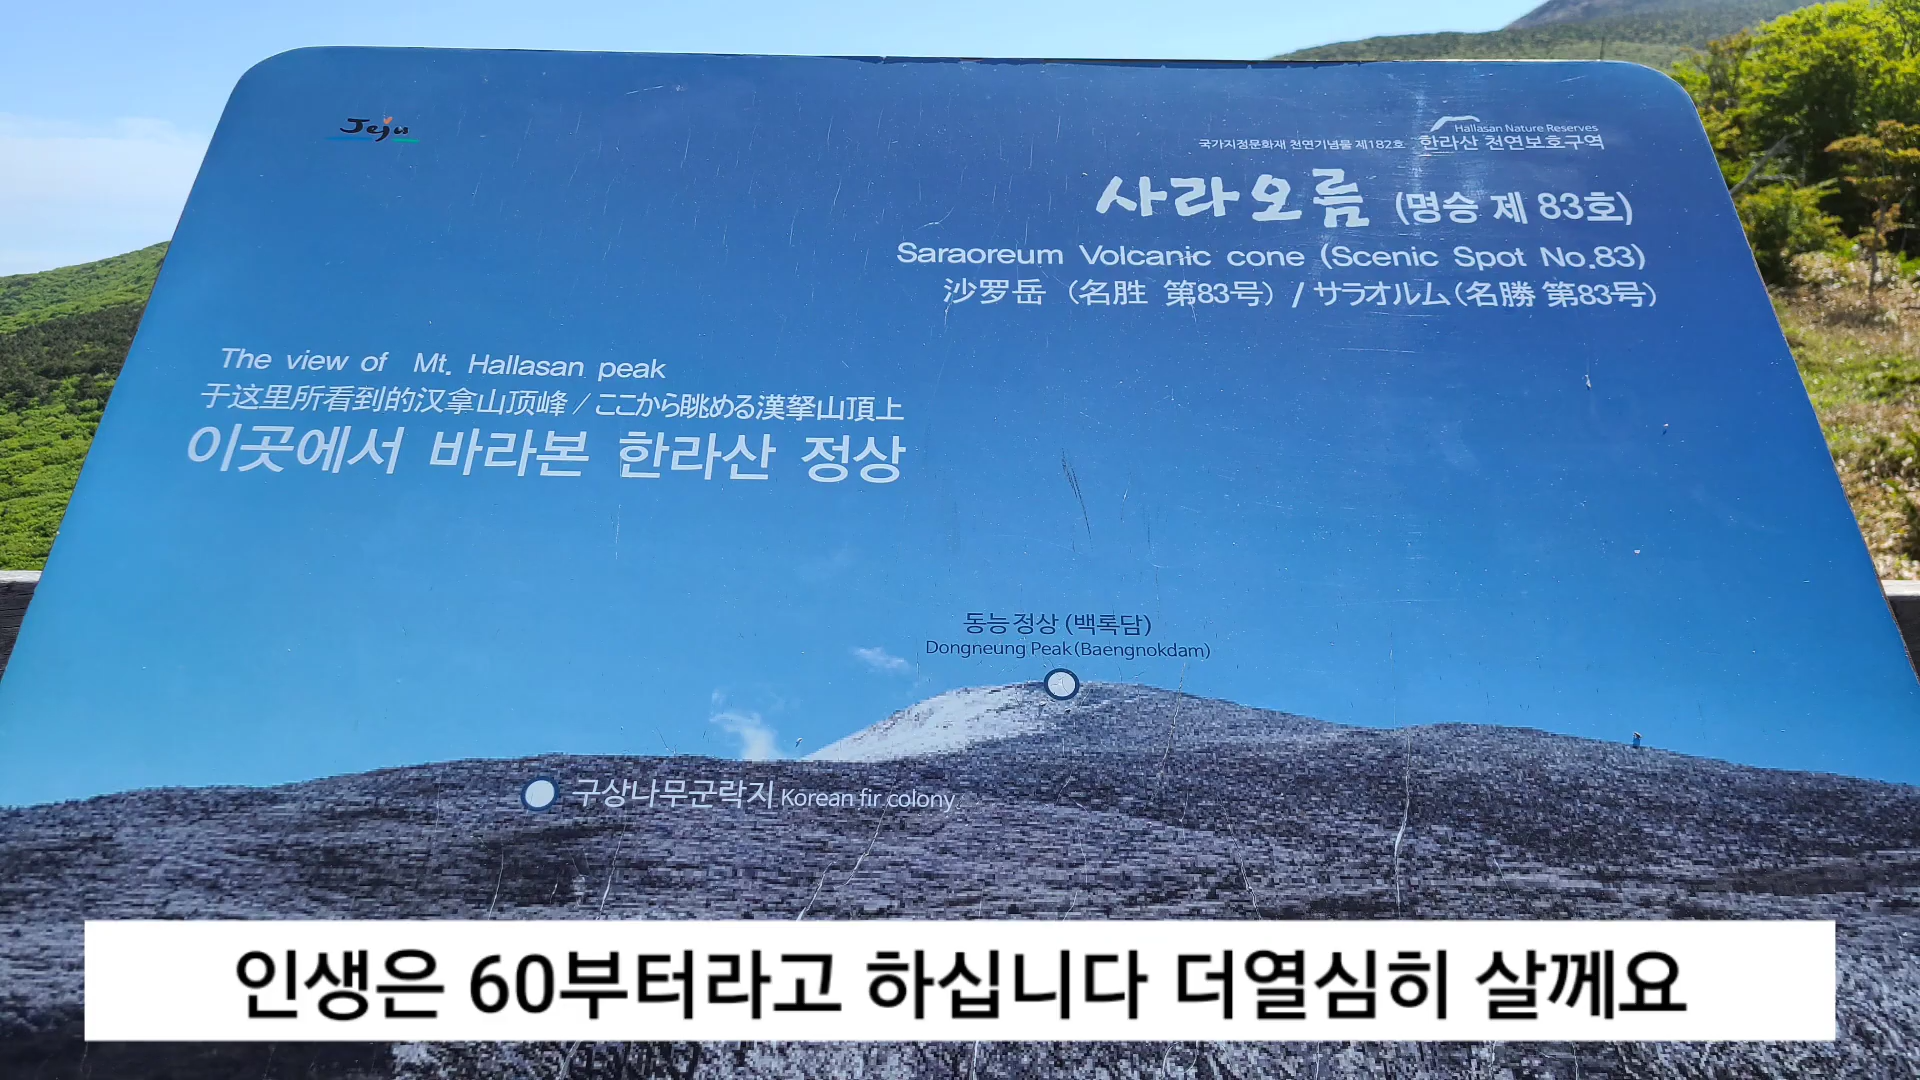 Jeju
Hallasan Nature Reserves
국가지정문화재 천연기념물 제182호 한라산 천연보호구역
사라오름 (명승 제 83호)
Saraoreum Volcanic cone (Scenic Spot No.83)
沙罗岳 (名胜 第83号) / サラオルム (名勝 第83号)
The view of Mt. Hallasan peak
于这里所看到的汉拿山顶峰 / ここから眺める漢拏山頂上
이곳에서 바라본 한라산 정상
동능정상 (백록담)
Dongneung Peak (Baengnokdam)
구상나무군락지 Korean fir colony
인생은 60부터라고 하십니다 더열심히 살께요